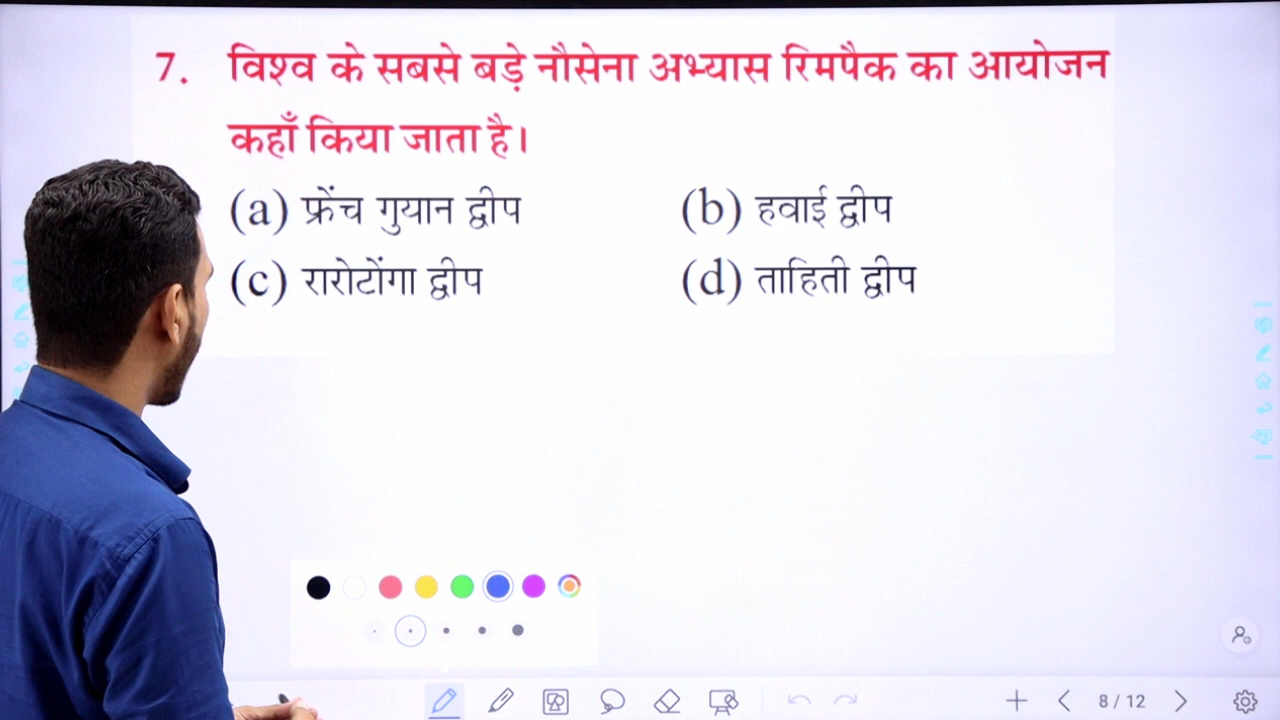 7. विश्व के सबसे बड़े नौसेना अभ्यास रिमपैक का आयोजन
कहाँ किया जाता है।
(a) फ्रेंच गुयान द्वीप (b) हवाई द्वीप
(c) रारोटोंगा द्वीप (d) ताहिती द्वीप
8 / 12